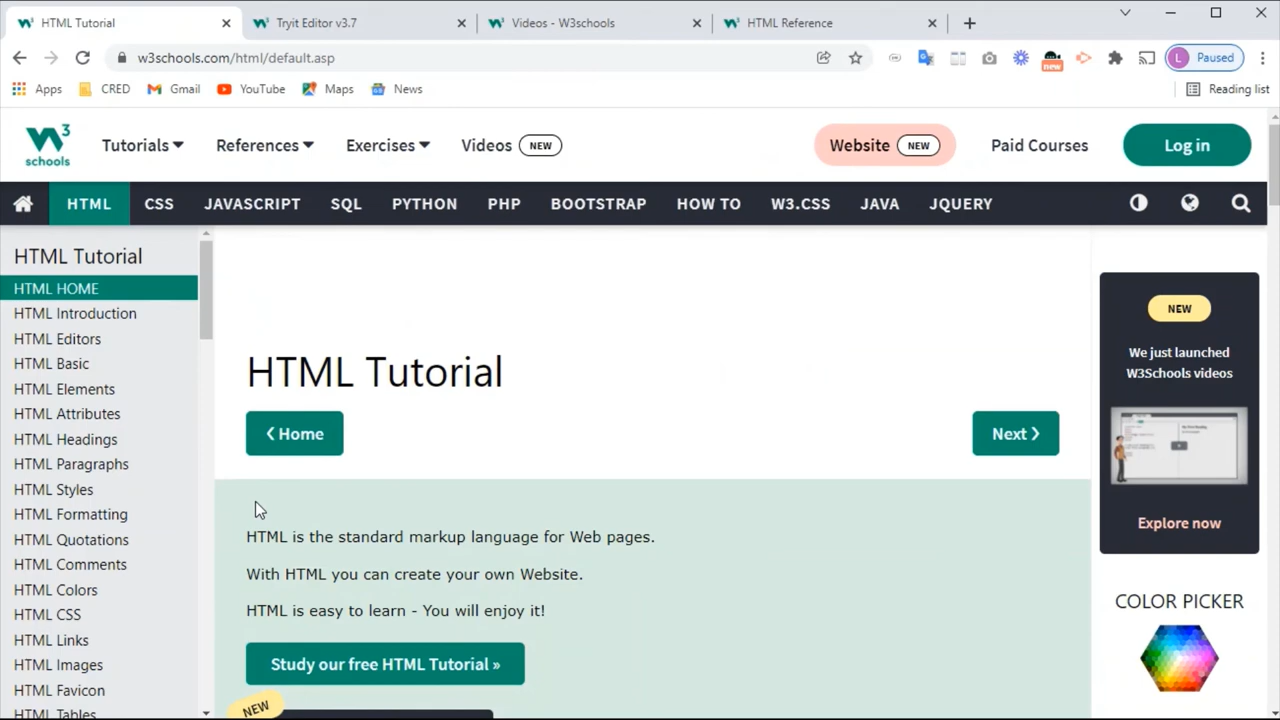 HTML Tutorial
Tryit Editor v3.7
Videos - W3schools
HTML Reference
w3schools.com/html/default.asp
new
L
Paused
Apps
CRED
Gmail
YouTube
Maps
News
Reading list
W3
schools
Tutorials
References
Exercises
Videos
NEW
Website
NEW
Paid Courses
Log in
HTML
CSS
JAVASCRIPT
SQL
PYTHON
PHP
BOOTSTRAP
HOW TO
W3.CSS
JAVA
JQUERY
HTML Tutorial
HTML HOME
HTML Introduction
HTML Editors
HTML Basic
HTML Elements
HTML Attributes
HTML Headings
HTML Paragraphs
HTML Styles
HTML Formatting
HTML Quotations
HTML Comments
HTML Colors
HTML CSS
HTML Links
HTML Images
HTML Favicon
HTML Tables
HTML Tutorial
❮ Home
Next ❯
HTML is the standard markup language for Web pages.
With HTML you can create your own Website.
HTML is easy to learn - You will enjoy it!
Study our free HTML Tutorial »
NEW
NEW
We just launched
W3Schools videos
Explore now
COLOR PICKER